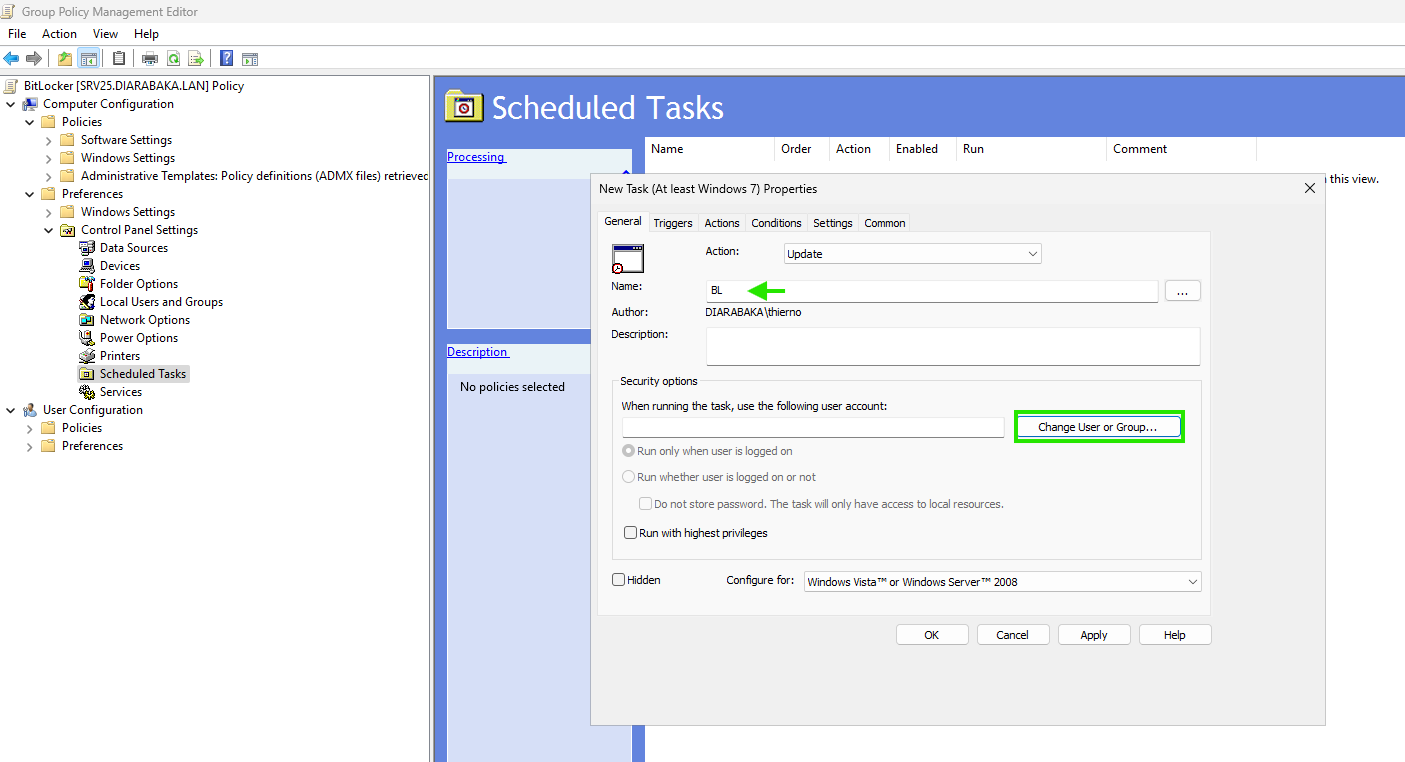 Group Policy Management Editor
File Action View Help
BitLocker [SRV25.DIARABAKA.LAN] Policy
Computer Configuration
Policies
Software Settings
Windows Settings
Administrative Templates: Policy definitions (ADMX files) retrieved
Preferences
Windows Settings
Control Panel Settings
Data Sources
Devices
Folder Options
Local Users and Groups
Network Options
Power Options
Printers
Scheduled Tasks
Services
User Configuration
Policies
Preferences
Scheduled Tasks
Processing
Description
No policies selected
Name Order Action Enabled Run Comment
this view.
New Task (At least Windows 7) Properties
General Triggers Actions Conditions Settings Common
Action: Update
Name: BL ...
Author: DIARABAKA\thierno
Description:
Security options
When running the task, use the following user account:
Change User or Group...
Run only when user is logged on
Run whether user is logged on or not
Do not store password. The task will only have access to local resources.
Run with highest privileges
Hidden Configure for: Windows Vista™ or Windows Server™ 2008
OK Cancel Apply Help